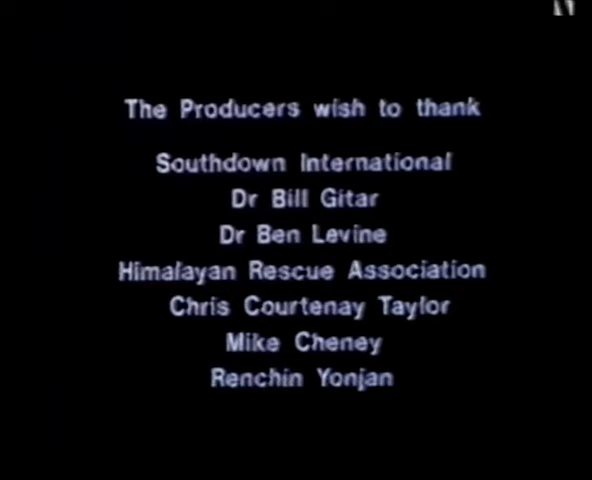 The Producers wish to thank
Southdown International
Dr Bill Gitar
Dr Ben Levine
Himalayan Rescue Association
Chris Courtenay Taylor
Mike Cheney
Renchin Yonjan